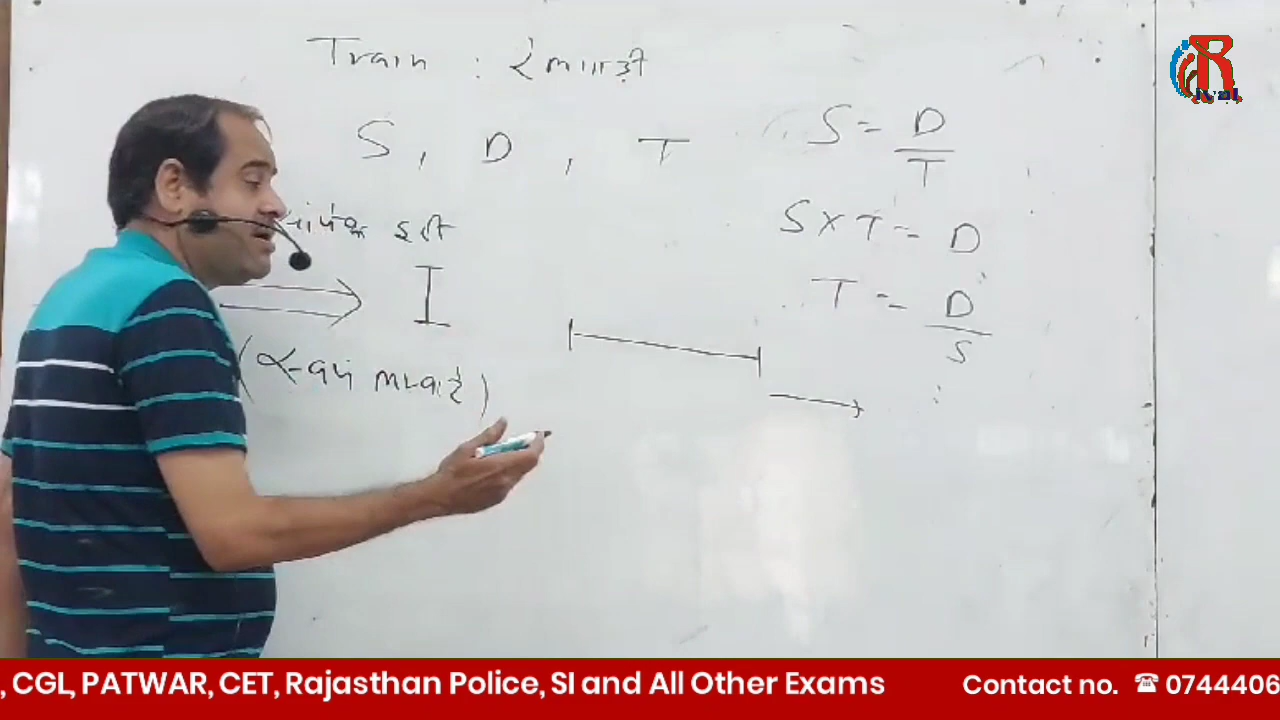 Train : रेलगाड़ी
S, D, T
S = D/T
S X T = D
T = D/S
R
, CGL, PATWAR, CET, Rajasthan Police, SI and All Other Exams
Contact no. ☎ 0744406